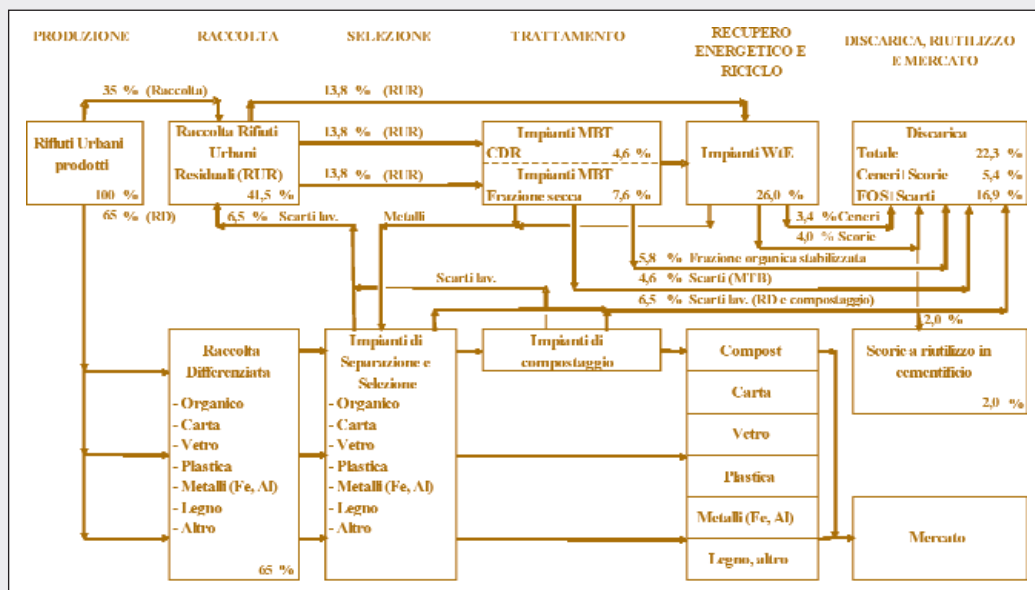 PRODUZIONE
RACCOLTA
SELEZIONE
TRATTAMENTO
RECUPERO
ENERGETICO E
RICICLO
DISCARICA, RIUTILIZZO
E MERCATO
35 % (Raccolta)
13,8 % (RUR)
Rifiuti Urbani
prodotti
100 %
Raccolta Rifiuti
Urbani
Residuali (RUR)
41,5 %
13,8 % (RUR)
13,8 % (RUR)
Impianti MBT
CDR 4,6 %
Impianti MBT
Frazione secca 7,6 %
Impianti WtE
26,0 %
Discarica
Totale 22,3 %
Ceneri+Scorie 5,4 %
FOS+Scarti 16,9 %
65 % (RD)
6,5 % Scarti lav.
Metalli
3,4 % Ceneri
4,0 % Scorie
5,8 % Frazione organica stabilizzata
4,6 % Scarti (MTB)
Scarti lav.
6,5 % Scarti lav. (RD e compostaggio)
2,0 %
Raccolta
Differenziata
- Organico
- Carta
- Vetro
- Plastica
- Metalli (Fe, Al)
- Legno
- Altro
65 %
Impianti di
Separazione e
Selezione
- Organico
- Carta
- Vetro
- Plastica
- Metalli (Fe, Al)
- Legno
- Altro
Impianti di
compostaggio
Compost
Carta
Vetro
Plastica
Metalli (Fe, Al)
Legno, altro
Scorie a riutilizzo in
cementificio
2,0 %
Mercato